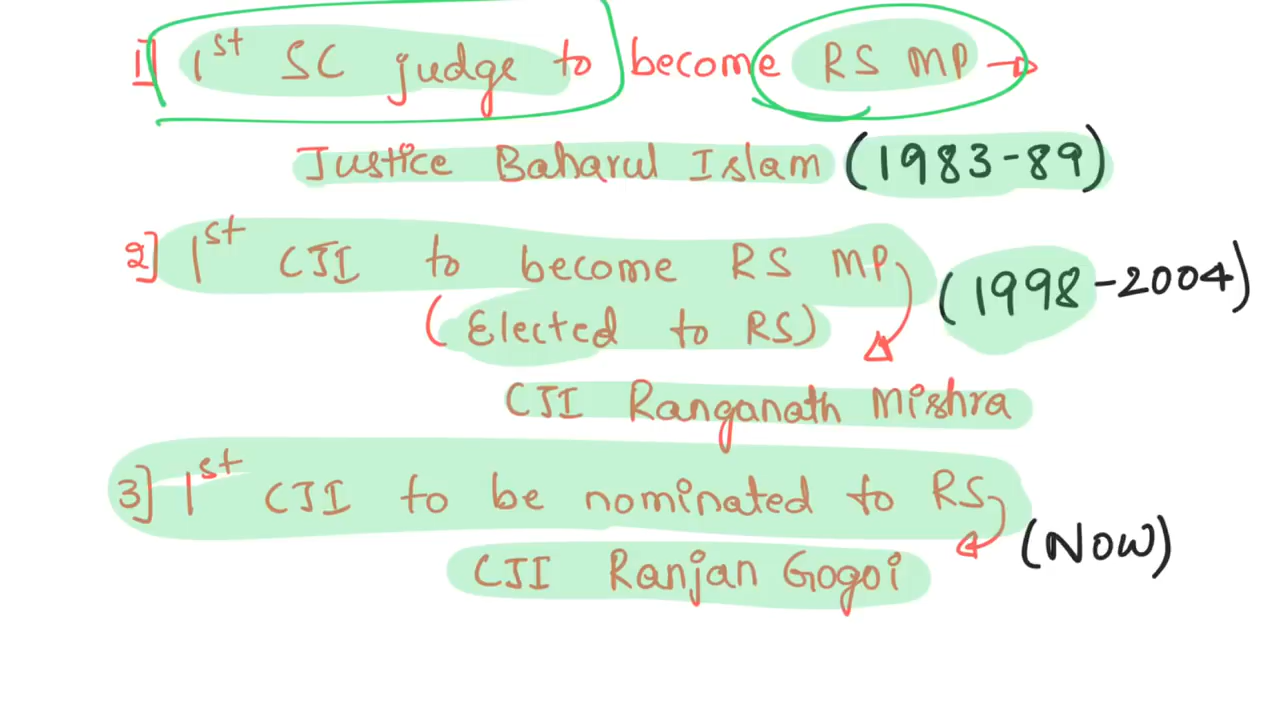 1] 1st SC judge to become RS MP →
Justice Baharul Islam (1983-89)
2] 1st CJI to become RS MP (1998-2004)
(Elected to RS)
CJI Ranganath Mishra
3] 1st CJI to be nominated to RS (Now)
CJI Ranjan Gogoi